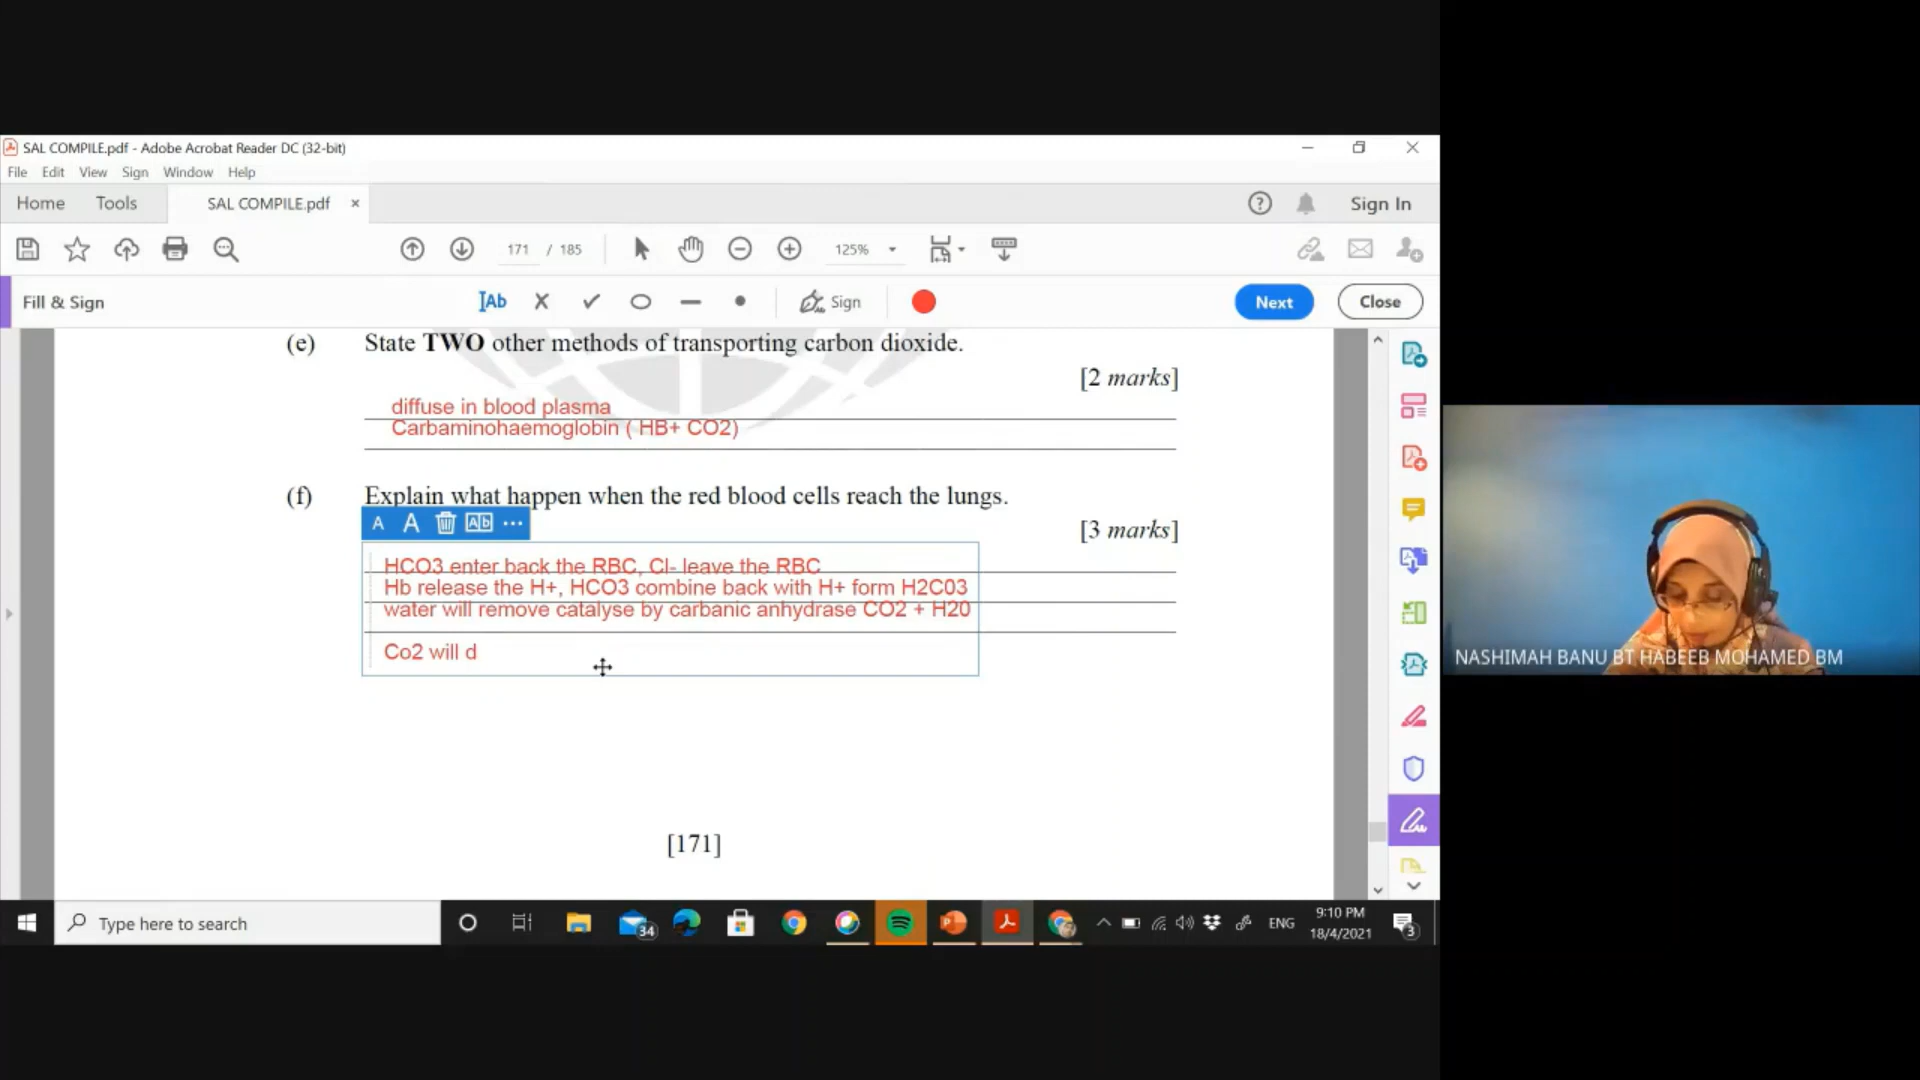 SAL COMPILE.pdf - Adobe Acrobat Reader DC (32-bit)
File Edit View Sign Window Help
Home Tools SAL COMPILE.pdf × Sign In
171 / 185 125%
Fill & Sign Ab Sign Next Close
(e) State TWO other methods of transporting carbon dioxide.
[2 marks]
diffuse in blood plasma
Carbaminohaemoglobin ( HB+ CO2)
(f) Explain what happen when the red blood cells reach the lungs.
A A Ab ...
[3 marks]
HCO3 enter back the RBC, Cl- leave the RBC
Hb release the H+, HCO3 combine back with H+ form H2C03
water will remove catalyse by carbanic anhydrase CO2 + H20
Co2 will d
NASHIMAH BANU BT HABEEB MOHAMED BM
[171]
Type here to search 34 ENG 9:10 PM 3
18/4/2021